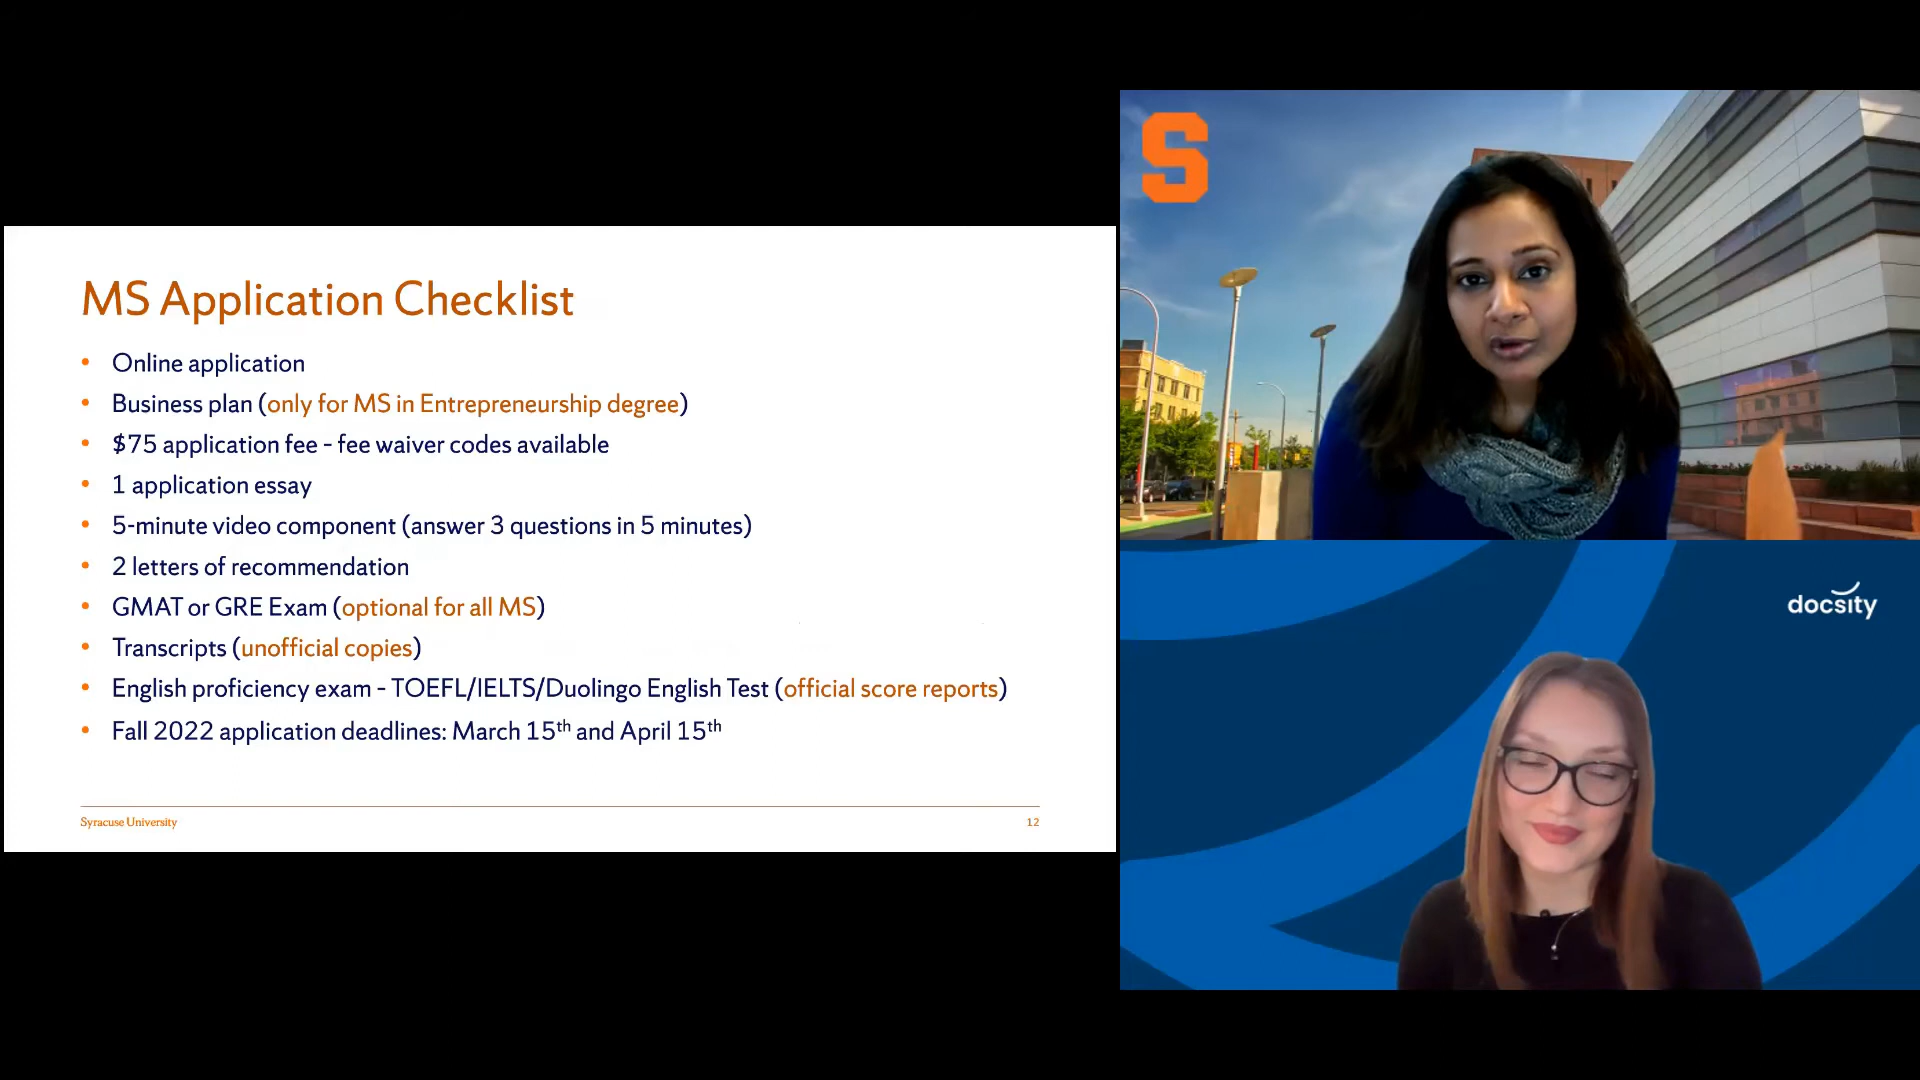 MS Application Checklist
• Online application
• Business plan (only for MS in Entrepreneurship degree)
• $75 application fee – fee waiver codes available
• 1 application essay
• 5-minute video component (answer 3 questions in 5 minutes)
• 2 letters of recommendation
• GMAT or GRE Exam (optional for all MS)
• Transcripts (unofficial copies)
• English proficiency exam – TOEFL/IELTS/Duolingo English Test (official score reports)
• Fall 2022 application deadlines: March 15th and April 15th
Syracuse University
12
S
docsity